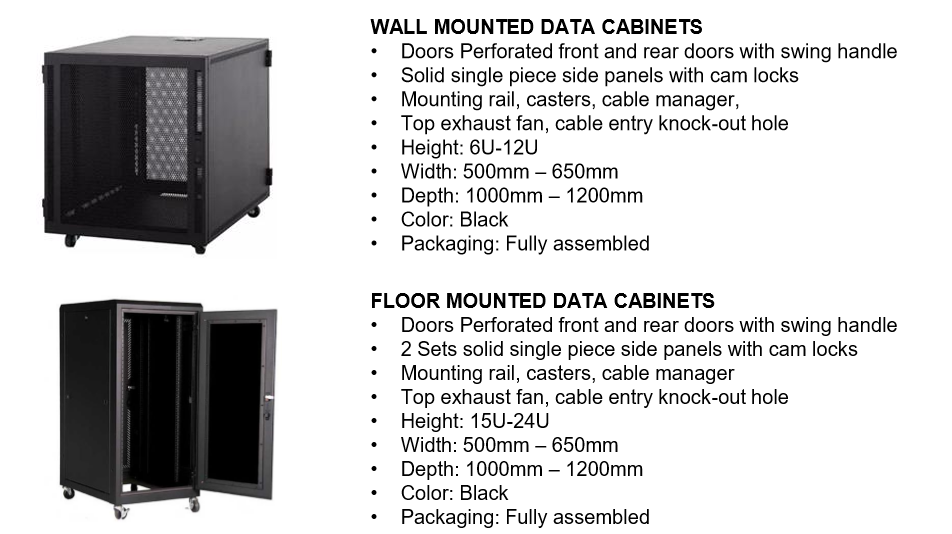 WALL MOUNTED DATA CABINETS
• Doors Perforated front and rear doors with swing handle
• Solid single piece side panels with cam locks
• Mounting rail, casters, cable manager,
• Top exhaust fan, cable entry knock-out hole
• Height: 6U-12U
• Width: 500mm – 650mm
• Depth: 1000mm – 1200mm
• Color: Black
• Packaging: Fully assembled
FLOOR MOUNTED DATA CABINETS
• Doors Perforated front and rear doors with swing handle
• 2 Sets solid single piece side panels with cam locks
• Mounting rail, casters, cable manager
• Top exhaust fan, cable entry knock-out hole
• Height: 15U-24U
• Width: 500mm – 650mm
• Depth: 1000mm – 1200mm
• Color: Black
• Packaging: Fully assembled